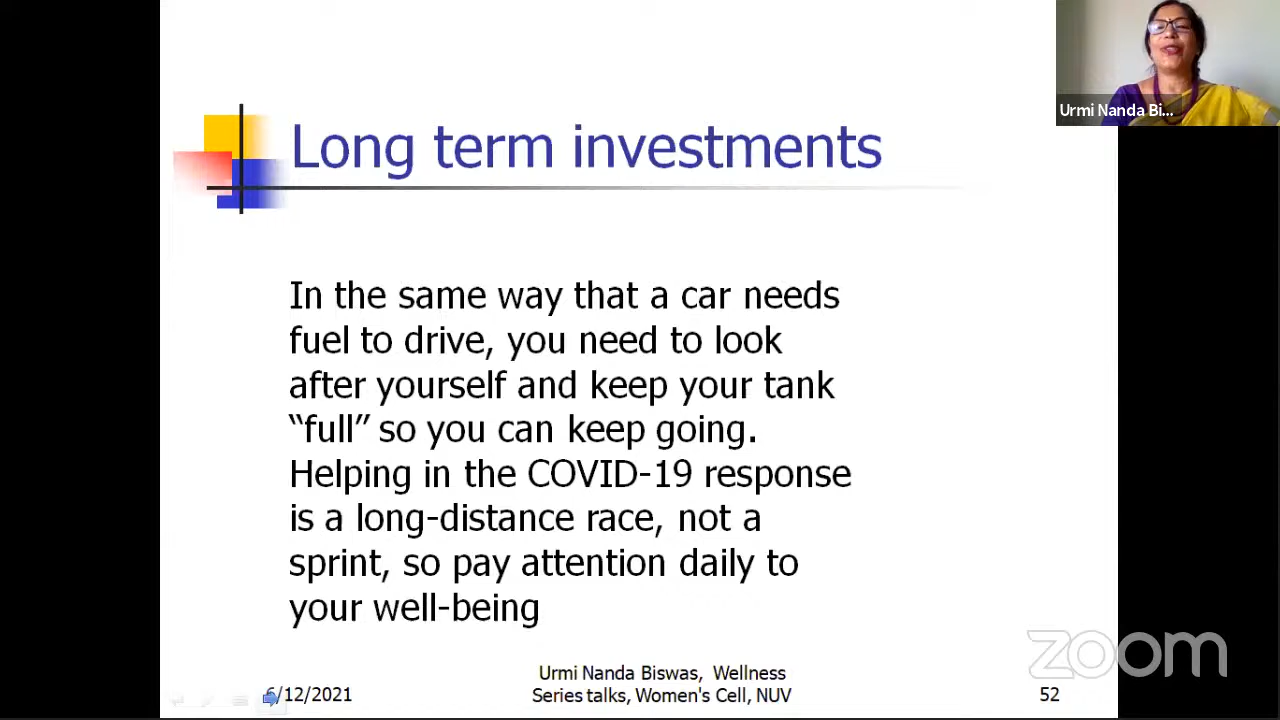 Urmi Nanda Bi...
Long term investments
In the same way that a car needs
fuel to drive, you need to look
after yourself and keep your tank
“full” so you can keep going.
Helping in the COVID-19 response
is a long-distance race, not a
sprint, so pay attention daily to
your well-being
zoom
6/12/2021
Urmi Nanda Biswas, Wellness
Series talks, Women's Cell, NUV
52